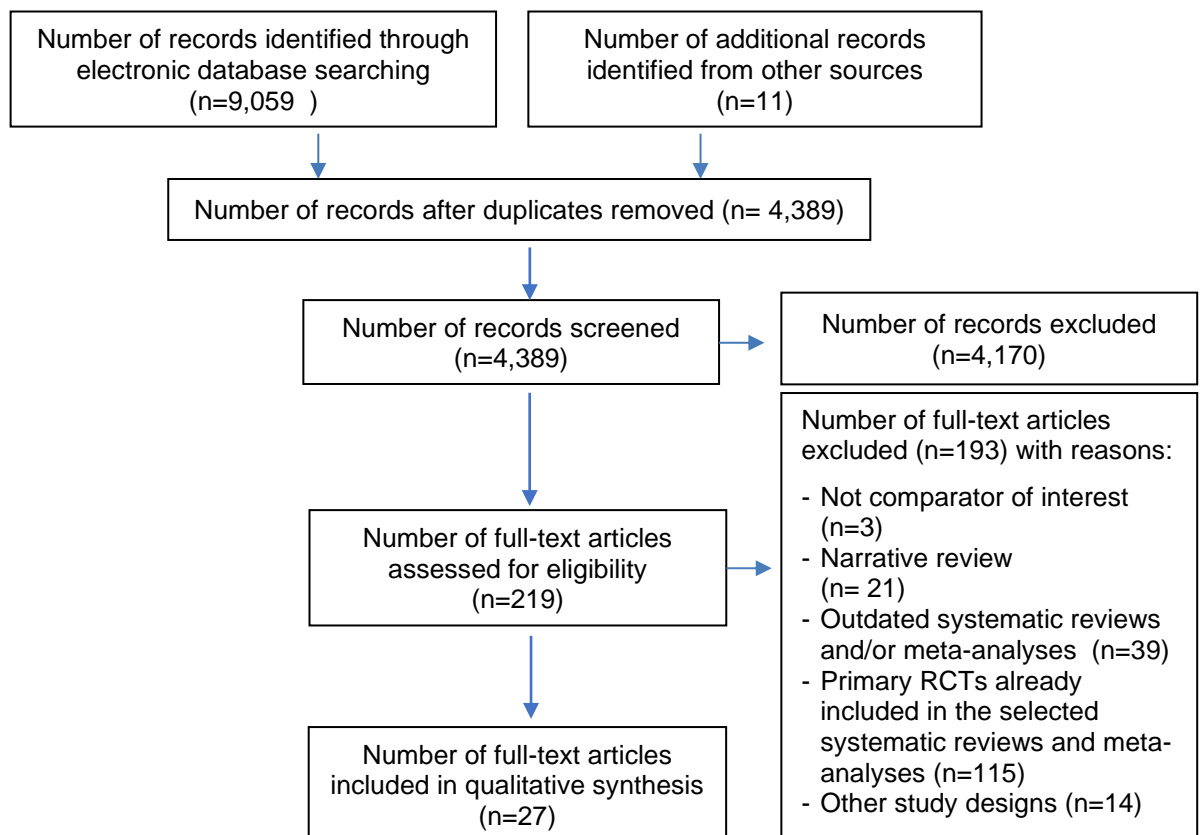 Number of records identified through
electronic database searching
(n=9,059  )
Number of additional records
identified from other sources
(n=11)
Number of records after duplicates removed (n= 4,389)
Number of records screened
(n=4,389)
Number of records excluded
(n=4,170)
Number of full-text articles
assessed for eligibility
(n=219)
Number of full-text articles
excluded (n=193) with reasons:
- Not comparator of interest
(n=3)
- Narrative review
(n= 21)
- Outdated systematic reviews
and/or meta-analyses  (n=39)
- Primary RCTs already
included in the selected
systematic reviews and meta-
analyses (n=115)
- Other study designs (n=14)
Number of full-text articles
included in qualitative synthesis
(n=27)